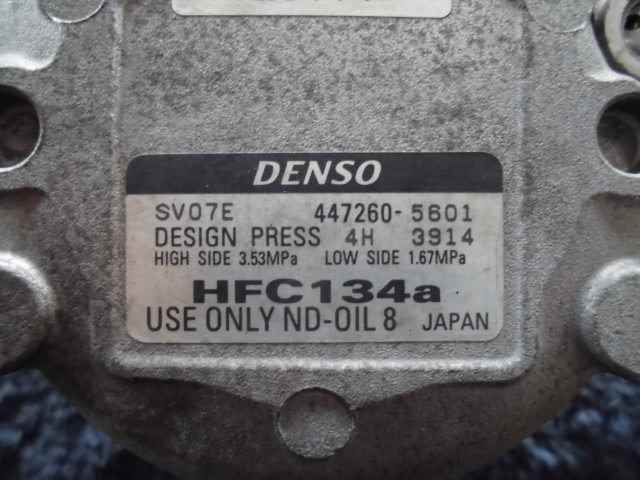 DENSO
SV07E 447260-5601
DESIGN PRESS 4H 3914
HIGH SIDE 3.53MPa LOW SIDE 1.67MPa
HFC134a
USE ONLY ND-OIL 8 JAPAN